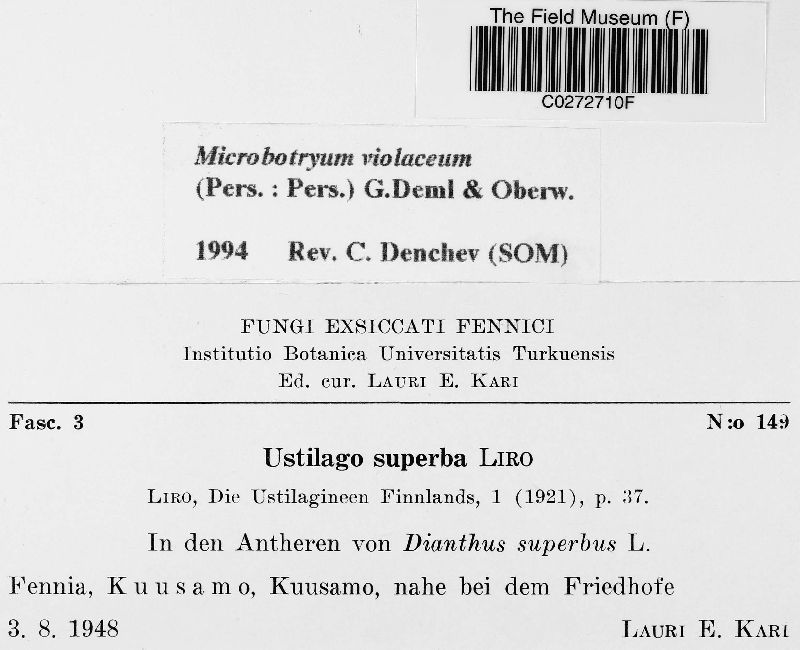 The Field Museum (F)
C0272710F
Microbotryum violaceum
(Pers. : Pers.) G.Deml & Oberw.
1994 Rev. C. Denchev (SOM)
FUNGI EXSICCATI FENNICI
Institutio Botanica Universitatis Turkuensis
Ed. cur. LAURI E. KARI
Fasc. 3 N:o 149
Ustilago superba LIRO
LIRO, Die Ustilagineen Finnlands, 1 (1921), p. 37.
In den Antheren von Dianthus superbus L.
Fennia, Kuusamo, Kuusamo, nahe bei dem Friedhofe
3. 8. 1948 LAURI E. KARI